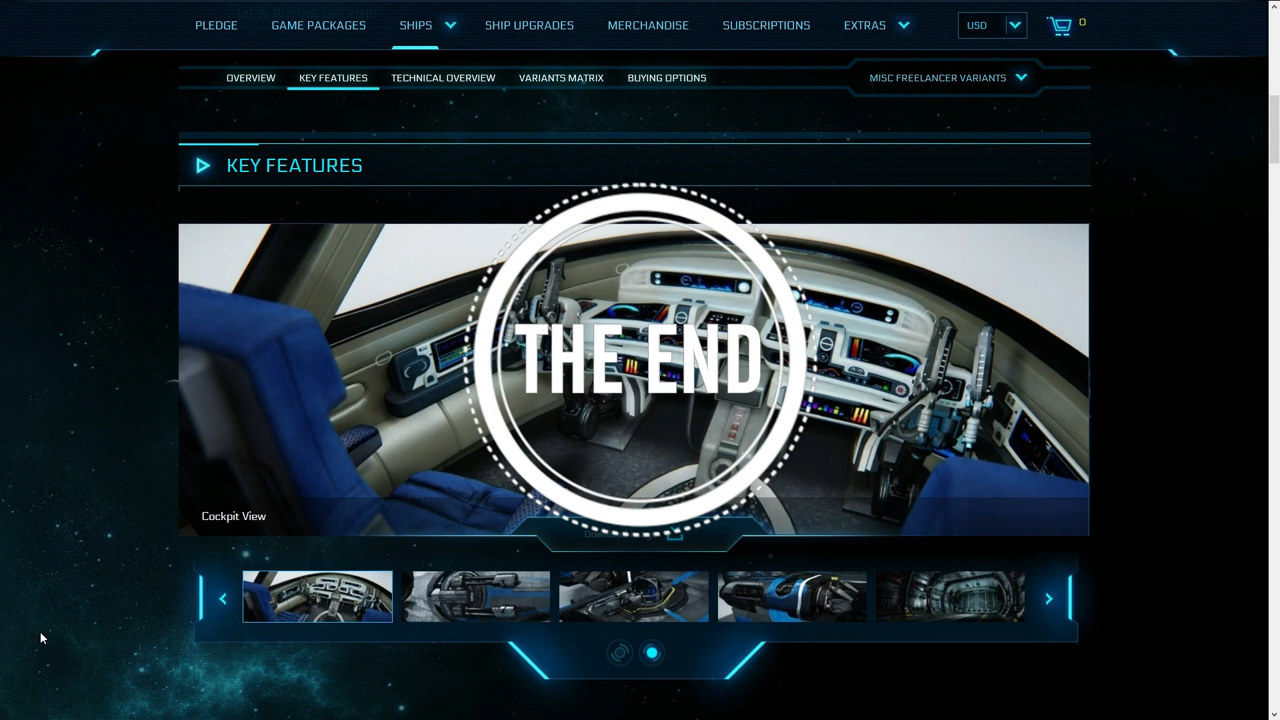 PLEDGE GAME PACKAGES SHIPS SHIP UPGRADES MERCHANDISE SUBSCRIPTIONS EXTRAS USD 0
OVERVIEW KEY FEATURES TECHNICAL OVERVIEW VARIANTS MATRIX BUYING OPTIONS MISC FREELANCER VARIANTS
KEY FEATURES
THE END
Cockpit View